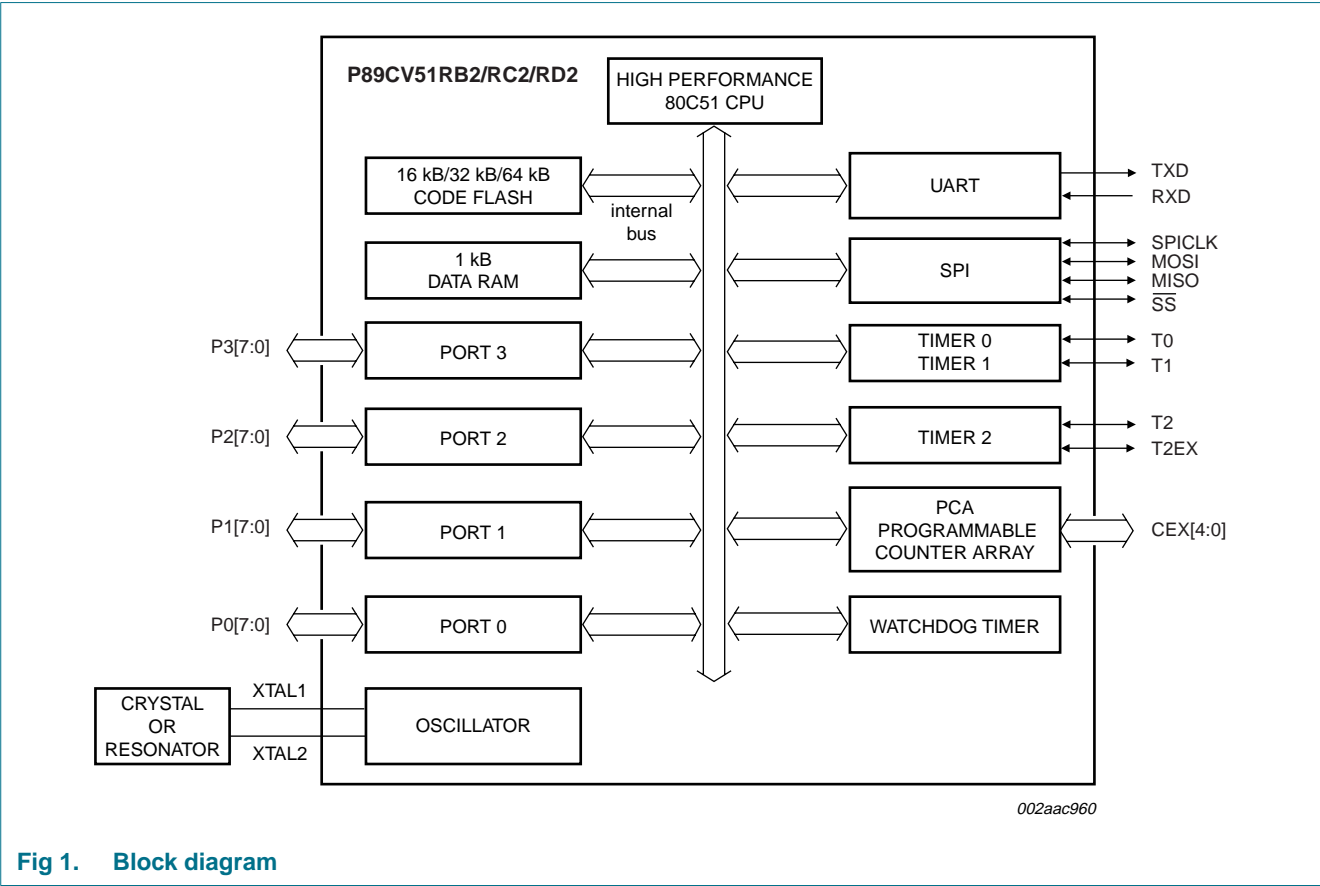 P89CV51RB2/RC2/RD2
HIGH PERFORMANCE
80C51 CPU
16 kB/32 kB/64 kB
CODE FLASH
internal
bus
UART
TXD
RXD
1 kB
DATA RAM
SPI
SPICLK
MOSI
MISO
S̅S̅
P3[7:0]
PORT 3
TIMER 0
TIMER 1
T0
T1
P2[7:0]
PORT 2
TIMER 2
T2
T2EX
P1[7:0]
PORT 1
PCA
PROGRAMMABLE
COUNTER ARRAY
CEX[4:0]
P0[7:0]
PORT 0
WATCHDOG TIMER
CRYSTAL
OR
RESONATOR
XTAL1
XTAL2
OSCILLATOR
002aac960
Fig 1. Block diagram